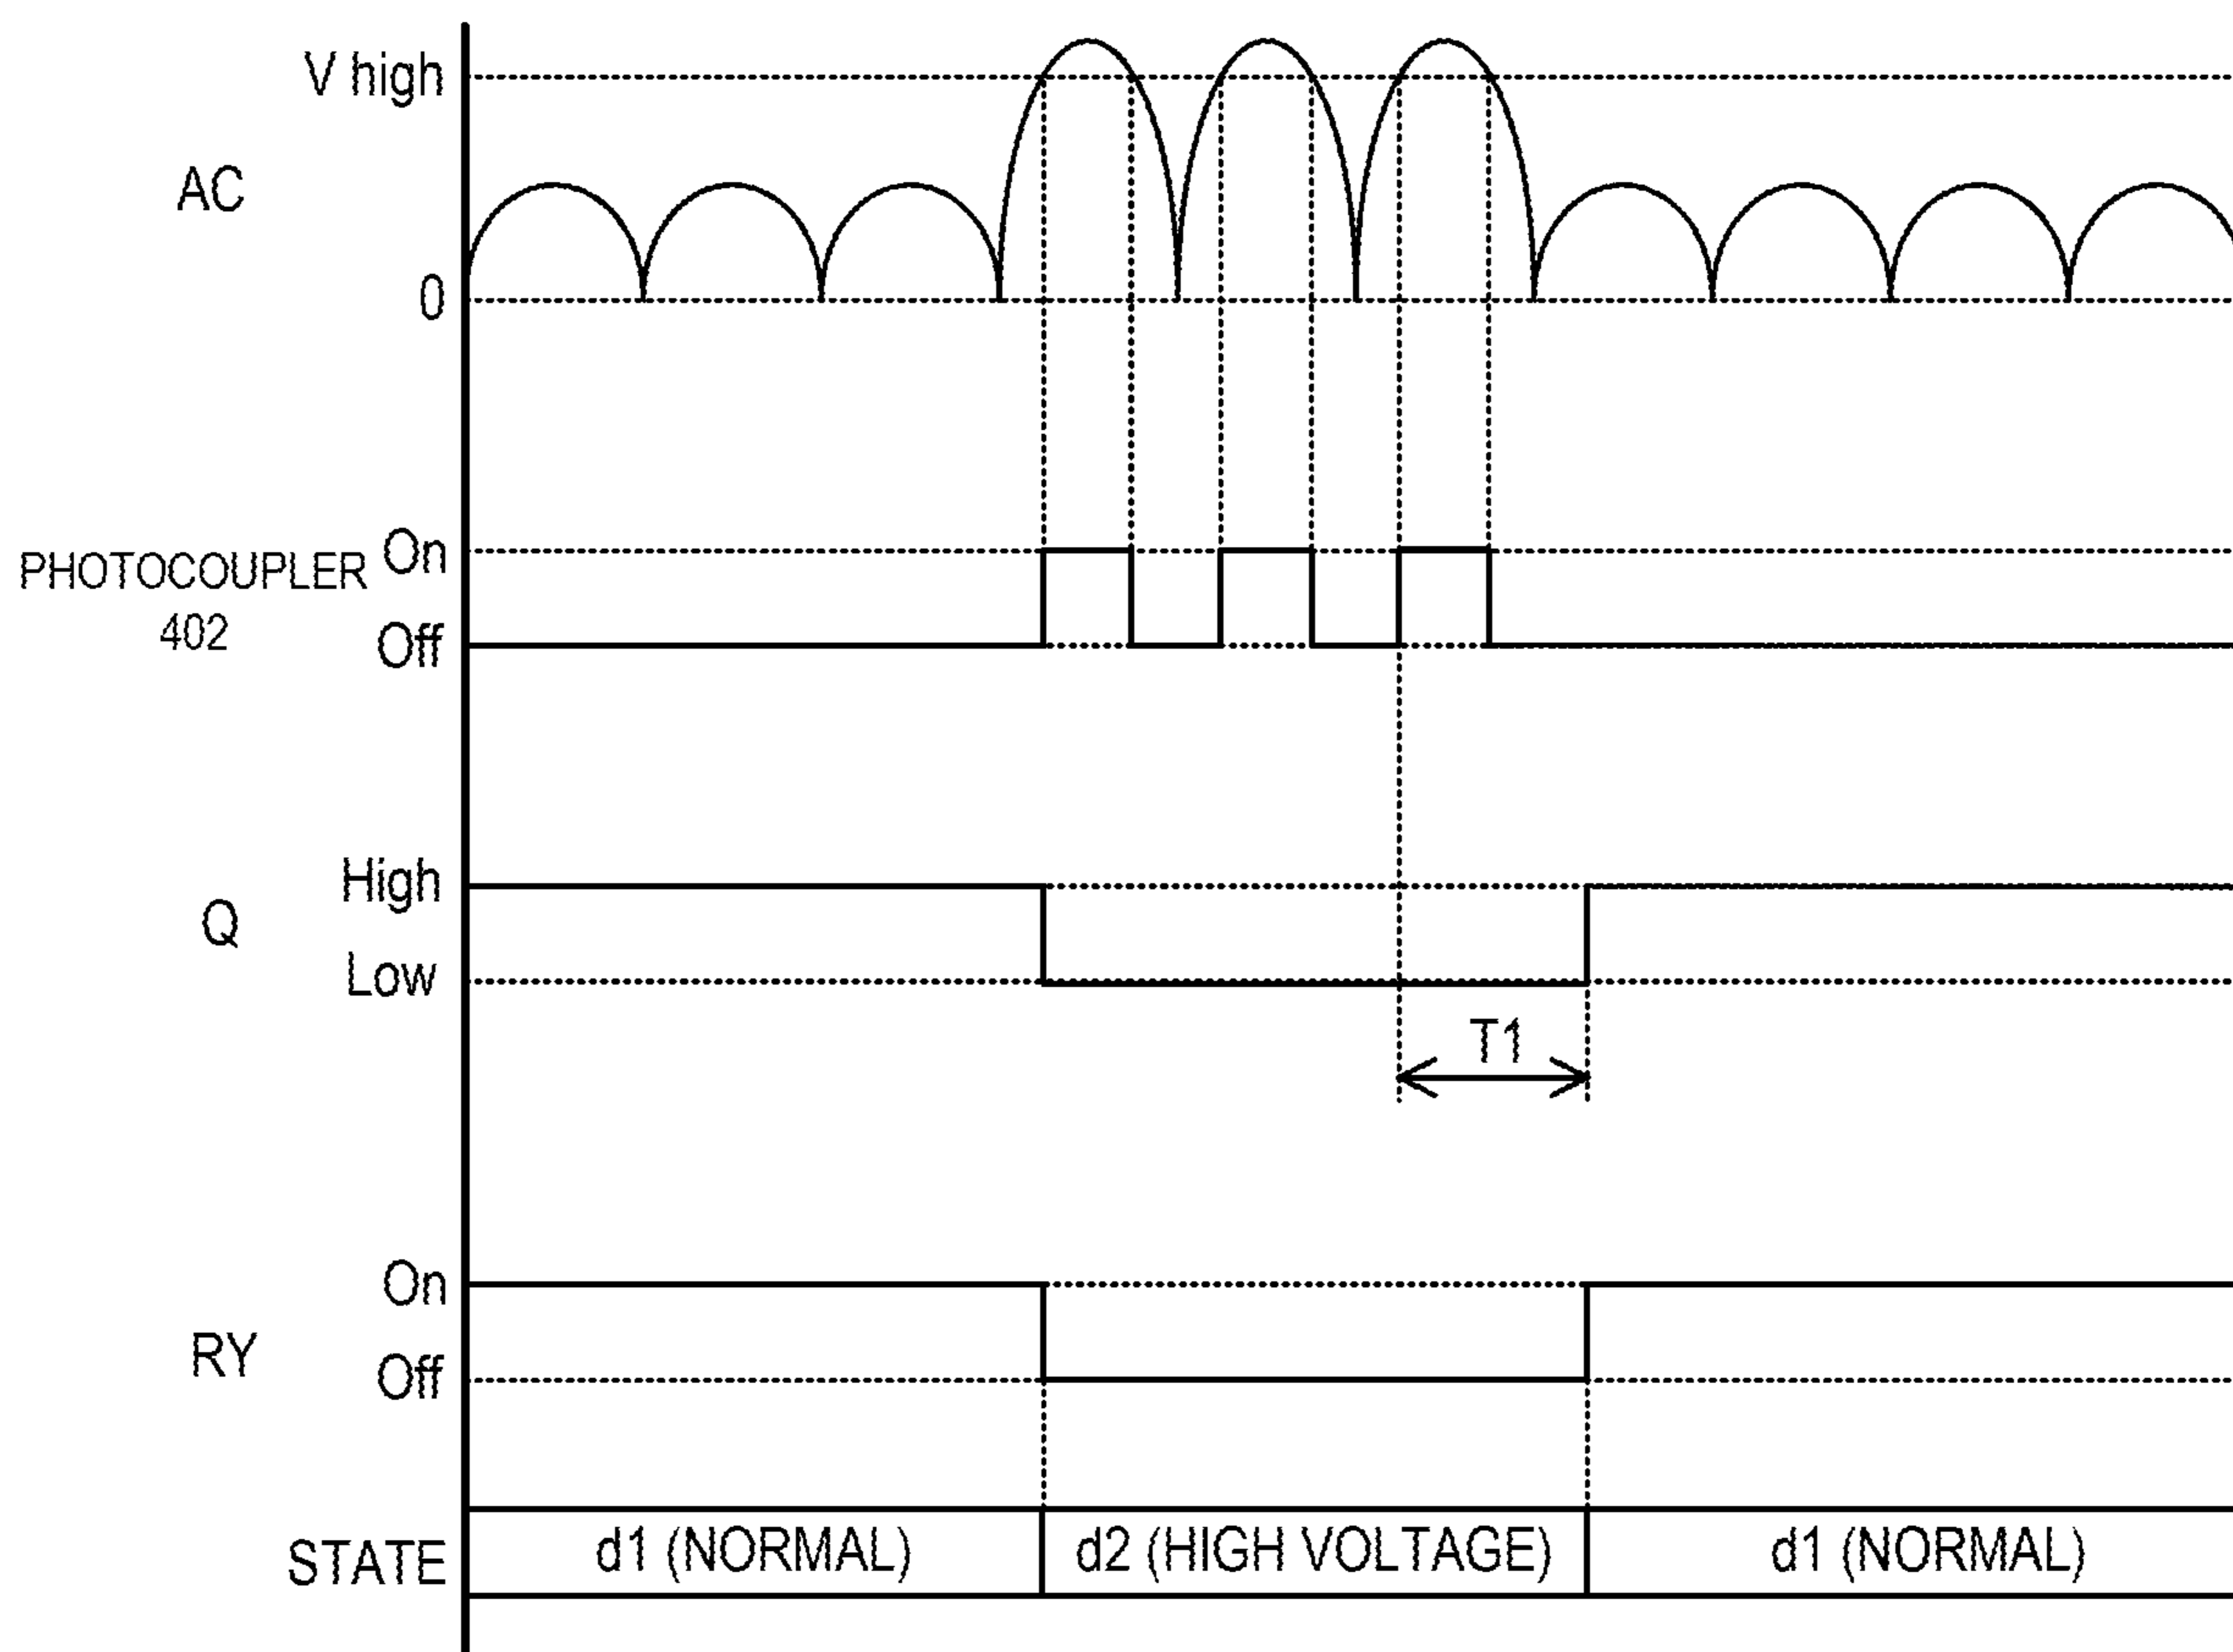 V high
AC
0
PHOTOCOUPLER
402
On
Off
Q
High
Low
T1
RY
On
Off
STATE
d1 (NORMAL)
d2 (HIGH VOLTAGE)
d1 (NORMAL)